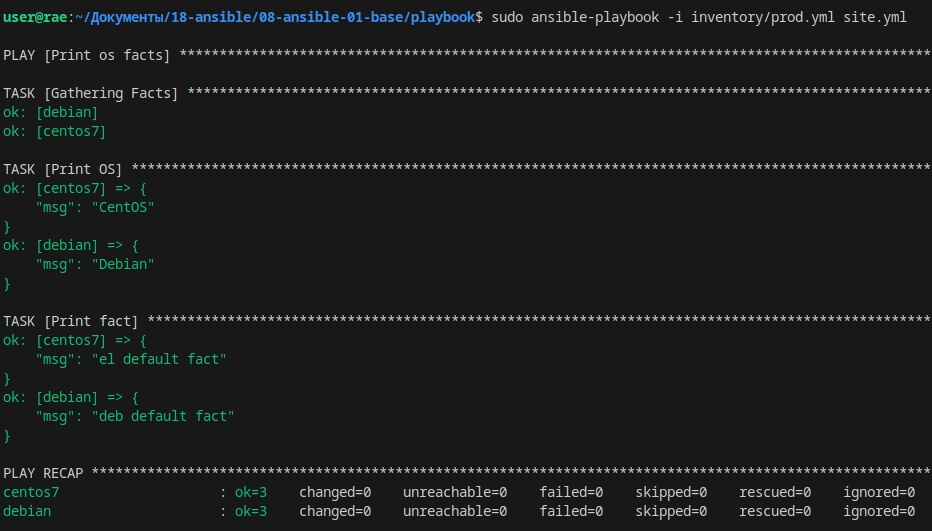 user@rae:~/Документы/18-ansible/08-ansible-01-base/playbook$ sudo ansible-playbook -i inventory/prod.yml site.yml
PLAY [Print os facts] **********************************************************************************************
TASK [Gathering Facts] *********************************************************************************************
ok: [debian]
ok: [centos7]
TASK [Print OS] ****************************************************************************************************
ok: [centos7] => {
    "msg": "CentOS"
}
ok: [debian] => {
    "msg": "Debian"
}
TASK [Print fact] **************************************************************************************************
ok: [centos7] => {
    "msg": "el default fact"
}
ok: [debian] => {
    "msg": "deb default fact"
}
PLAY RECAP *********************************************************************************************************
centos7                    : ok=3    changed=0    unreachable=0    failed=0    skipped=0    rescued=0    ignored=0
debian                     : ok=3    changed=0    unreachable=0    failed=0    skipped=0    rescued=0    ignored=0